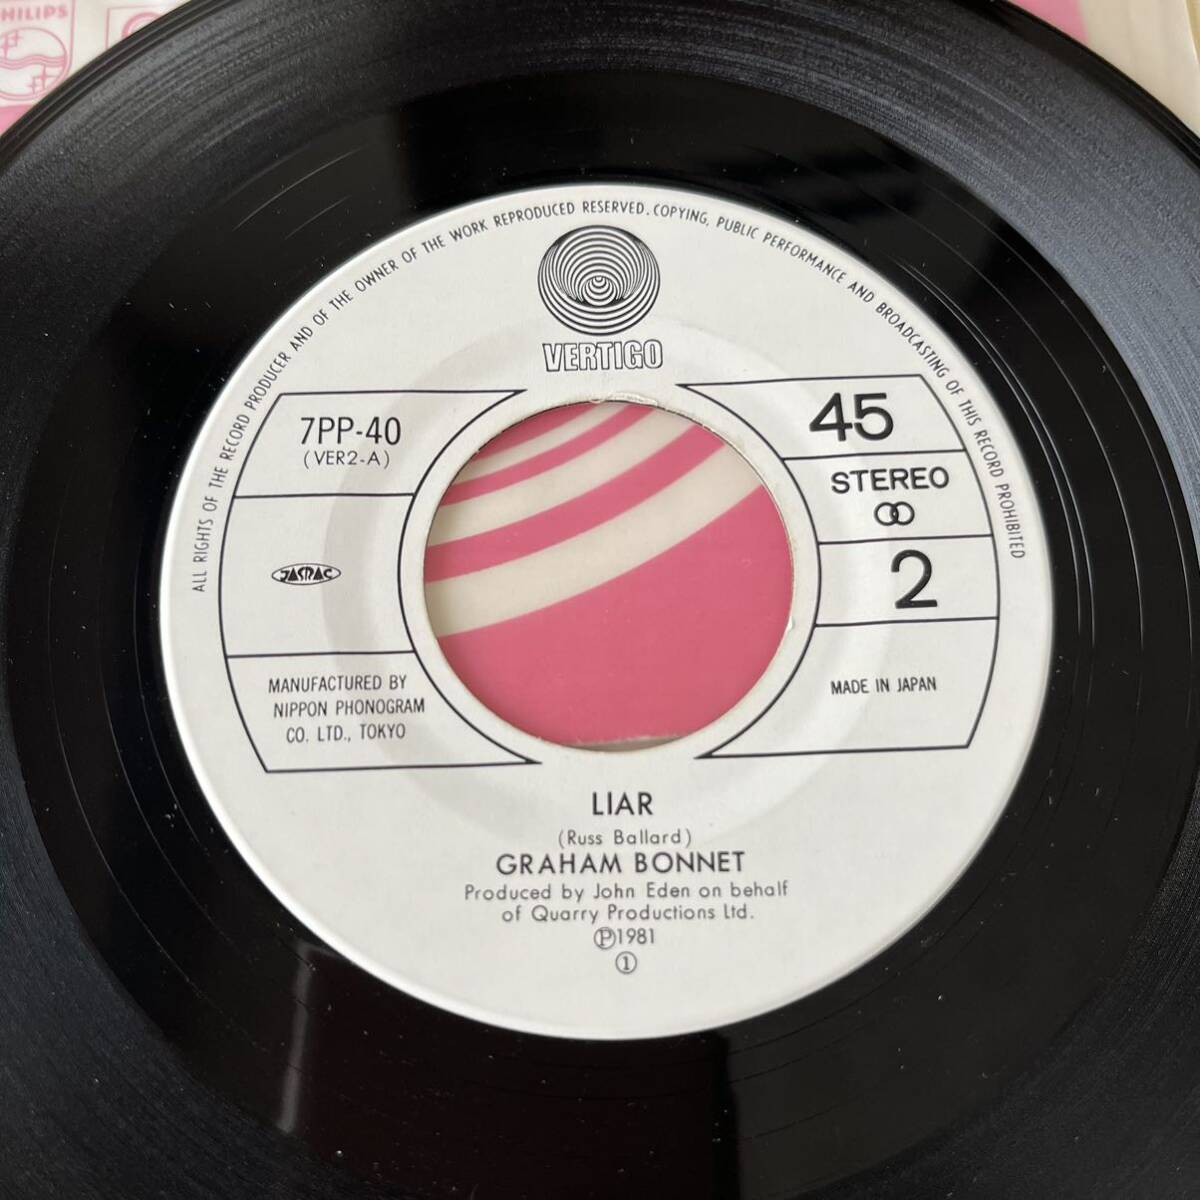 PHILIPS
ALL RIGHTS OF THE RECORD PRODUCER AND OF THE OWNER OF THE WORK REPRODUCED RESERVED. COPYING, PUBLIC PERFORMANCE AND BROADCASTING OF THIS RECORD PROHIBITED
VERTIGO
7PP-40
(VER2-A)
JASRAC
MANUFACTURED BY
NIPPON PHONOGRAM
CO. LTD., TOKYO
45
STEREO
2
MADE IN JAPAN
LIAR
(Russ Ballard)
GRAHAM BONNET
Produced by John Eden on behalf
of Quarry Productions Ltd.
Ⓟ1981
①